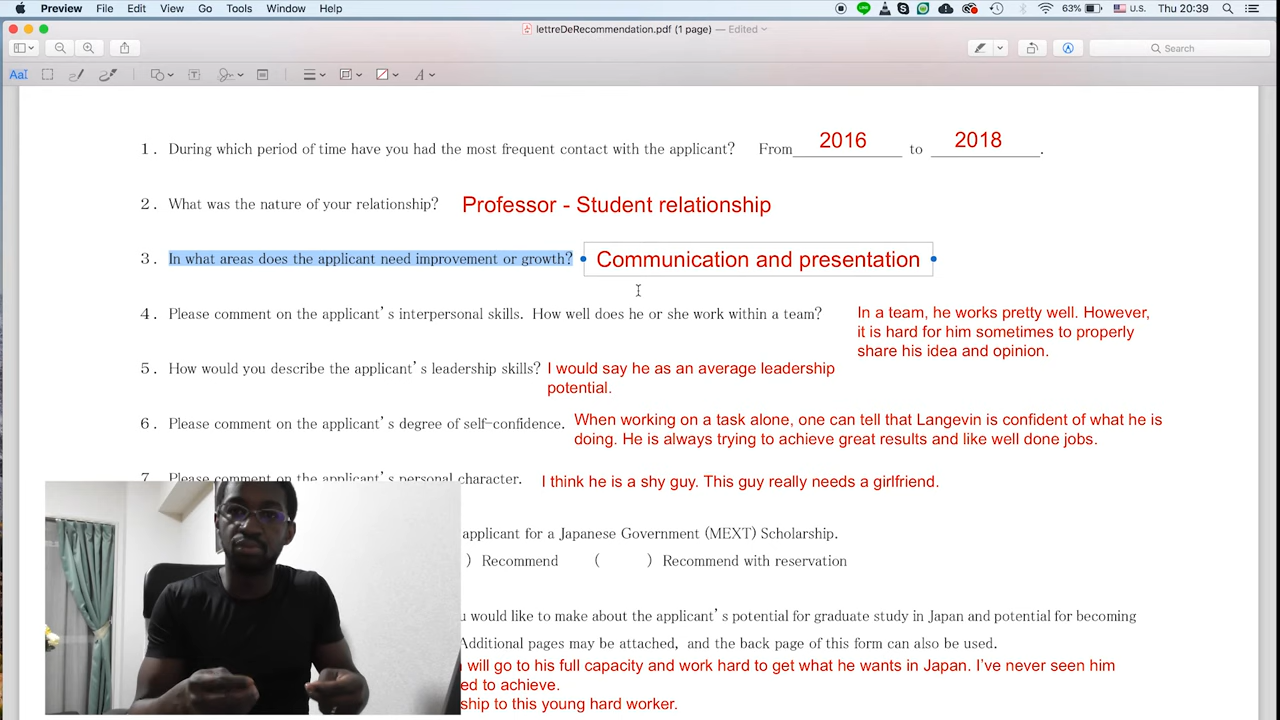 Preview File Edit View Go Tools Window Help 63% U.S. Thu 20:39
lettreDeRecommendation.pdf (1 page) — Edited
Search
AaI T A
1. During which period of time have you had the most frequent contact with the applicant? From 2016 to 2018.
2. What was the nature of your relationship? Professor - Student relationship
3. In what areas does the applicant need improvement or growth? Communication and presentation
4. Please comment on the applicant's interpersonal skills. How well does he or she work within a team? In a team, he works pretty well. However,
it is hard for him sometimes to properly
share his idea and opinion.
5. How would you describe the applicant's leadership skills? I would say he as an average leadership
potential.
6. Please comment on the applicant's degree of self-confidence. When working on a task alone, one can tell that Langevin is confident of what he is
doing. He is always trying to achieve great results and like well done jobs.
7. Please comment on the applicant's personal character. I think he is a shy guy. This guy really needs a girlfriend.
applicant for a Japanese Government (MEXT) Scholarship.
) Recommend ( ) Recommend with reservation
u would like to make about the applicant's potential for graduate study in Japan and potential for becoming
Additional pages may be attached, and the back page of this form can also be used.
will go to his full capacity and work hard to get what he wants in Japan. I've never seen him
ed to achieve.
ship to this young hard worker.